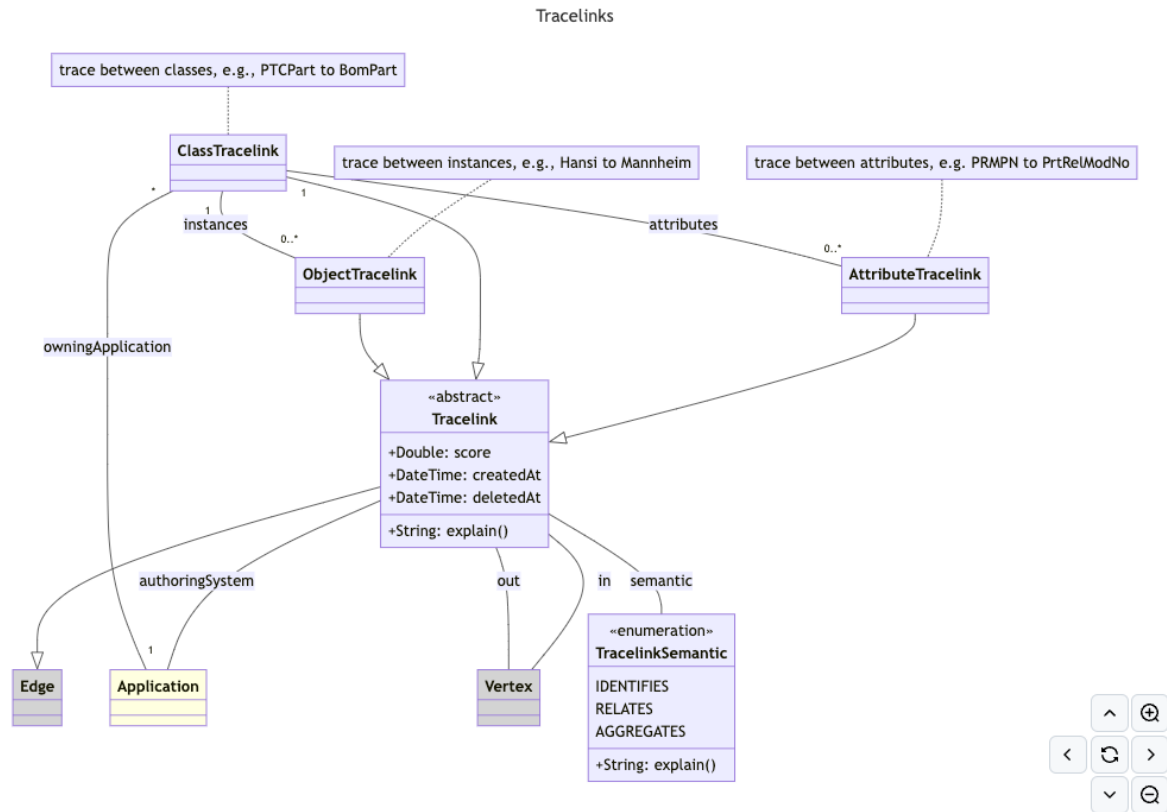 Tracelinks
trace between classes, e.g., PTCPart to BomPart
ClassTracelink
trace between instances, e.g., Hansi to Mannheim
trace between attributes, e.g. PRMPN to PrtRelModNo
*
1
1
instances
attributes
0..*
0..*
ObjectTracelink
AttributeTracelink
owningApplication
«abstract»
Tracelink
+Double: score
+DateTime: createdAt
+DateTime: deletedAt
+String: explain()
authoringSystem
out
in
semantic
1
«enumeration»
TracelinkSemantic
IDENTIFIES
RELATES
AGGREGATES
+String: explain()
Edge
Application
Vertex